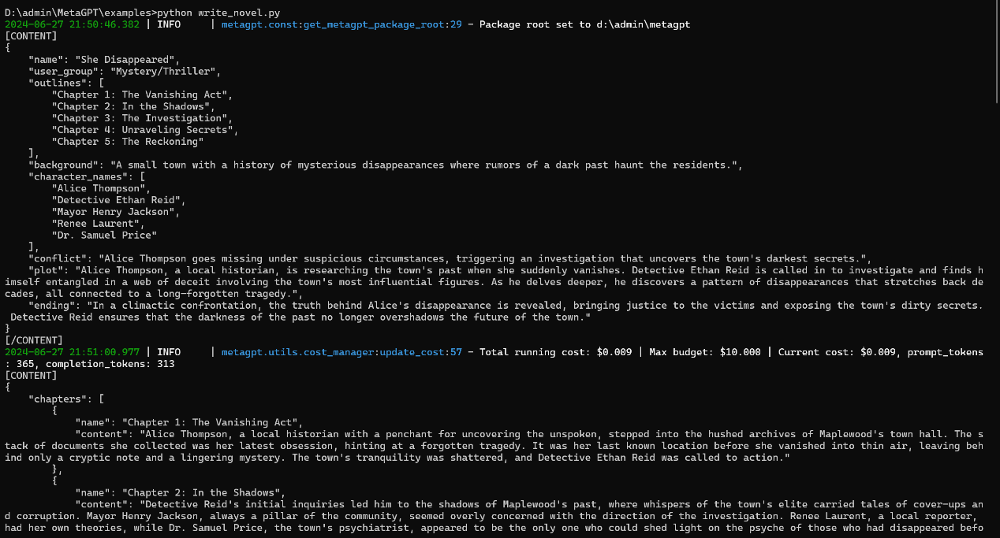 D:\admin\MetaGPT\examples>python write_novel.py
2024-06-27 21:50:46.382 | INFO     | metagpt.const:get_metagpt_package_root:29 - Package root set to d:\admin\metagpt
[CONTENT]
{
    "name": "She Disappeared",
    "user_group": "Mystery/Thriller",
    "outlines": [
        "Chapter 1: The Vanishing Act",
        "Chapter 2: In the Shadows",
        "Chapter 3: The Investigation",
        "Chapter 4: Unraveling Secrets",
        "Chapter 5: The Reckoning"
    ],
    "background": "A small town with a history of mysterious disappearances where rumors of a dark past haunt the residents.",
    "character_names": [
        "Alice Thompson",
        "Detective Ethan Reid",
        "Mayor Henry Jackson",
        "Renee Laurent",
        "Dr. Samuel Price"
    ],
    "conflict": "Alice Thompson goes missing under suspicious circumstances, triggering an investigation that uncovers the town's darkest secrets.",
    "plot": "Alice Thompson, a local historian, is researching the town's past when she suddenly vanishes. Detective Ethan Reid is called in to investigate and finds h
imself entangled in a web of deceit involving the town's most influential figures. As he delves deeper, he discovers a pattern of disappearances that stretches back de
cades, all connected to a long-forgotten tragedy.",
    "ending": "In a climactic confrontation, the truth behind Alice's disappearance is revealed, bringing justice to the victims and exposing the town's dirty secrets.
 Detective Reid ensures that the darkness of the past no longer overshadows the future of the town."
}
[/CONTENT]
2024-06-27 21:51:00.977 | INFO     | metagpt.utils.cost_manager:update_cost:57 - Total running cost: $0.009 | Max budget: $10.000 | Current cost: $0.009, prompt_tokens
: 365, completion_tokens: 313
[CONTENT]
{
    "chapters": [
        {
            "name": "Chapter 1: The Vanishing Act",
            "content": "Alice Thompson, a local historian with a penchant for uncovering the unspoken, stepped into the hushed archives of Maplewood's town hall. The s
tack of documents she collected was her latest obsession, hinting at a forgotten tragedy. It was her last known location before she vanished into thin air, leaving beh
ind only a cryptic note and a lingering mystery. The town's tranquility was shattered, and Detective Ethan Reid was called to action."
        },
        {
            "name": "Chapter 2: In the Shadows",
            "content": "Detective Reid's initial inquiries led him to the shadows of Maplewood's past, where whispers of the town's elite carried tales of cover-ups an
d corruption. Mayor Henry Jackson, always a pillar of the community, seemed overly concerned with the direction of the investigation. Renee Laurent, a local reporter,
had her own theories, while Dr. Samuel Price, the town's psychiatrist, appeared to be the only one who could shed light on the psyche of those who had disappeared befo